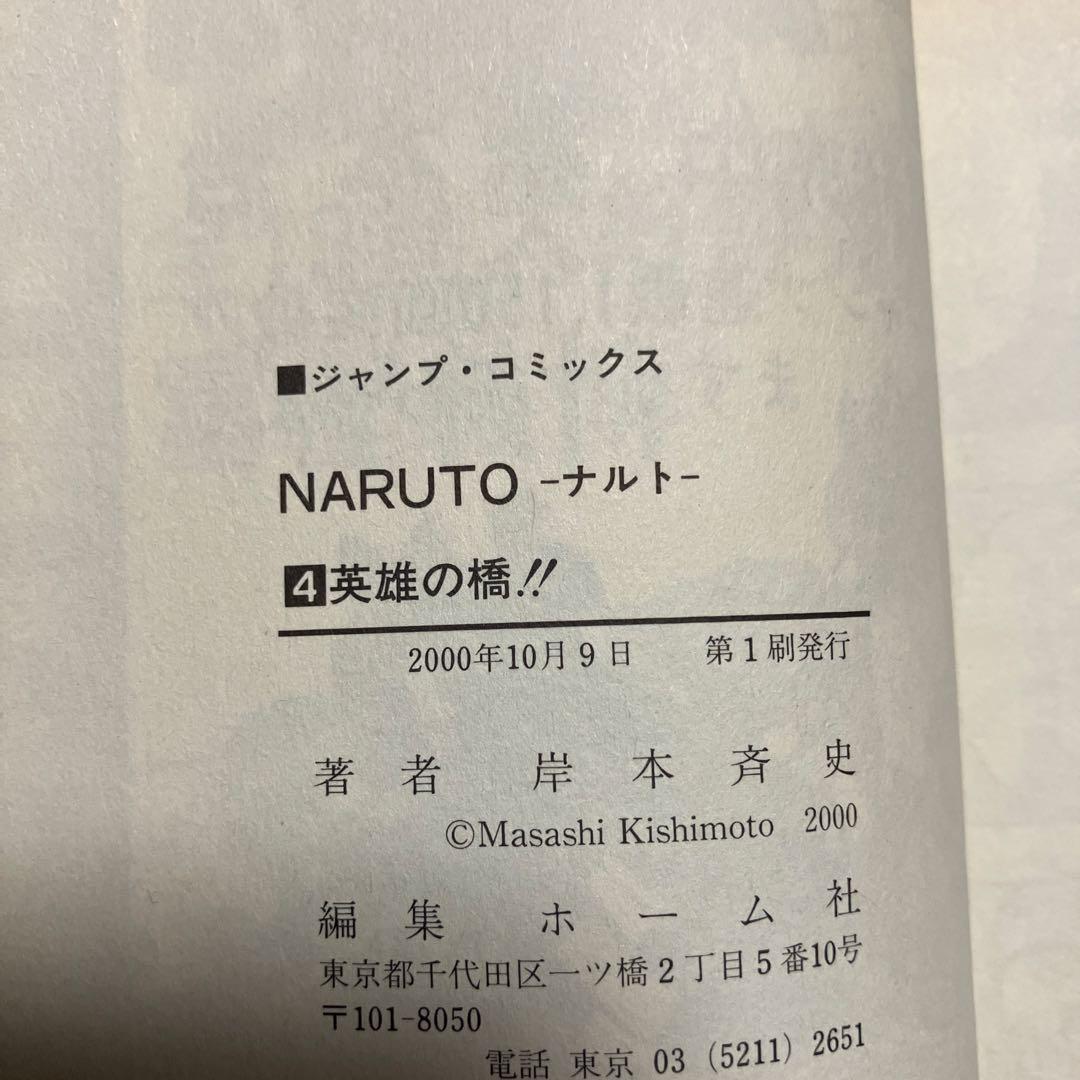 ■ジャンプ・コミックス
NARUTO -ナルト-
4英雄の橋!!
2000年10月9日 第1刷発行
著者 岸本斉史
©Masashi Kishimoto 2000
編集 ホーム社
東京都千代田区一ツ橋2丁目5番10号
〒101-8050
電話 東京 03 (5211) 2651